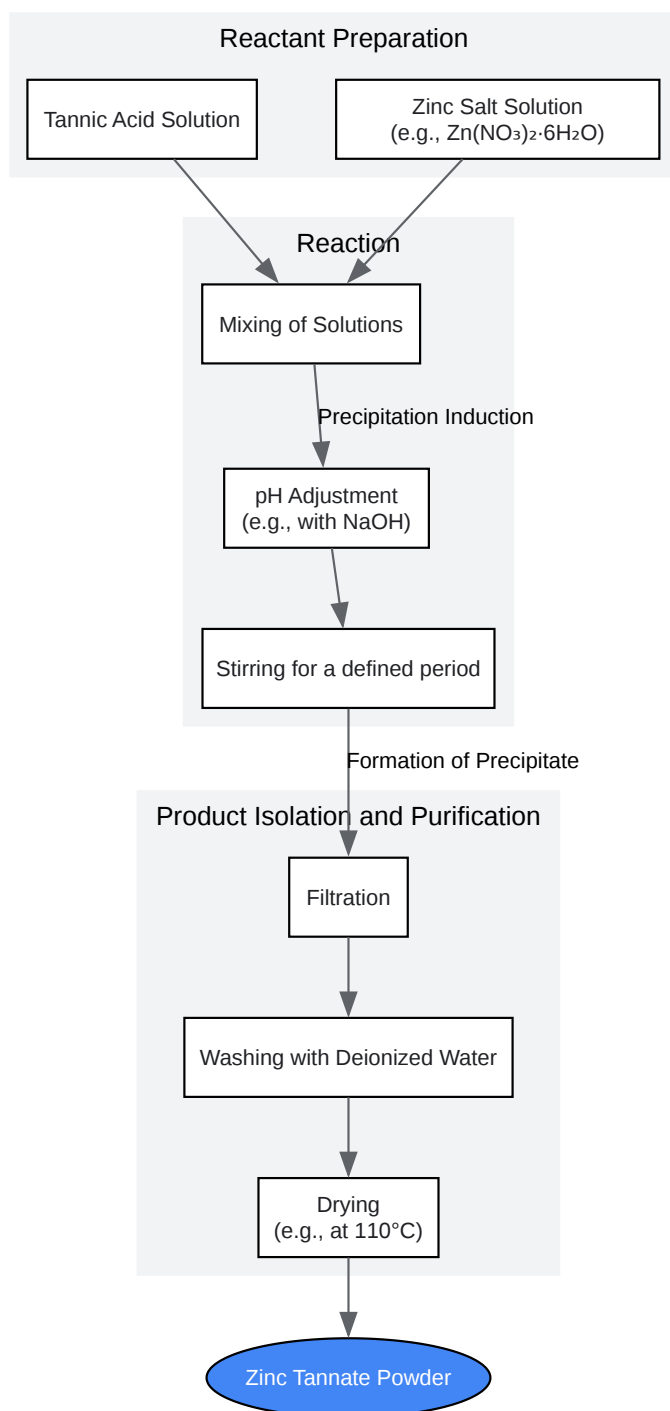 Reactant Preparation
Tannic Acid Solution
Zinc Salt Solution
(e.g., Zn(NO₃)₂·6H₂O)
Reaction
Mixing of Solutions
Precipitation Induction
pH Adjustment
(e.g., with NaOH)
Stirring for a defined period
Formation of Precipitate
Product Isolation and Purification
Filtration
Washing with Deionized Water
Drying
(e.g., at 110°C)
Zinc Tannate Powder